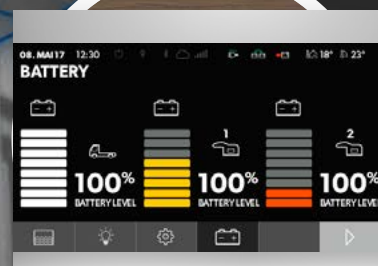 08. MAI 17 12:30 18° 23°
BATTERY
1 2
100% 100% 100%
BATTERY LEVEL BATTERY LEVEL BATTERY LEVEL